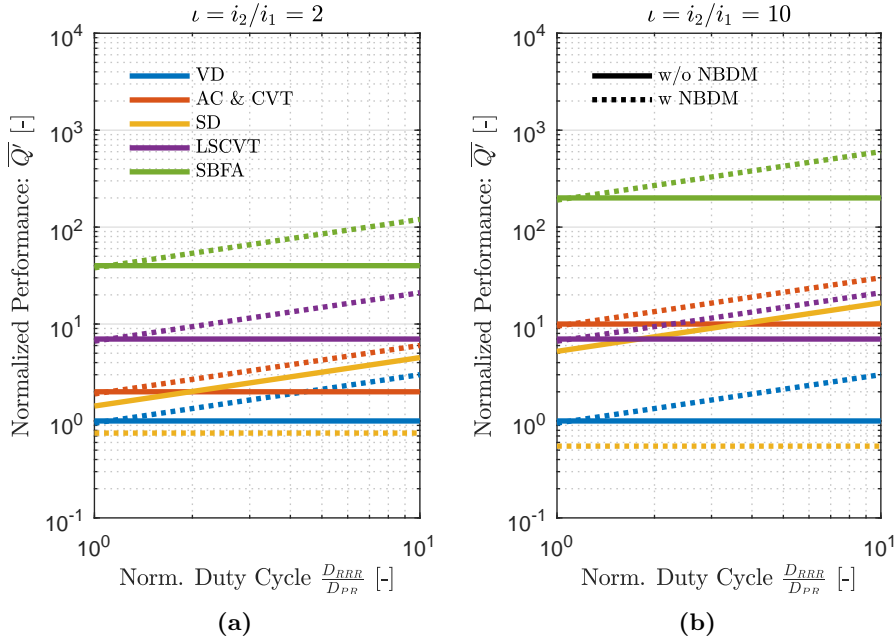 ι = i₂/i₁ = 2
Normalized Performance: Q̅′ [-]
10⁴
10³
10²
10¹
10⁰
10⁻¹
VD
AC & CVT
SD
LSCVT
SBFA
10⁰
10¹
Norm. Duty Cycle D_RRR/D_PR [-]
(a)
ι = i₂/i₁ = 10
Normalized Performance: Q̅′ [-]
10⁴
10³
10²
10¹
10⁰
10⁻¹
w/o NBDM
w NBDM
10⁰
10¹
Norm. Duty Cycle D_RRR/D_PR [-]
(b)